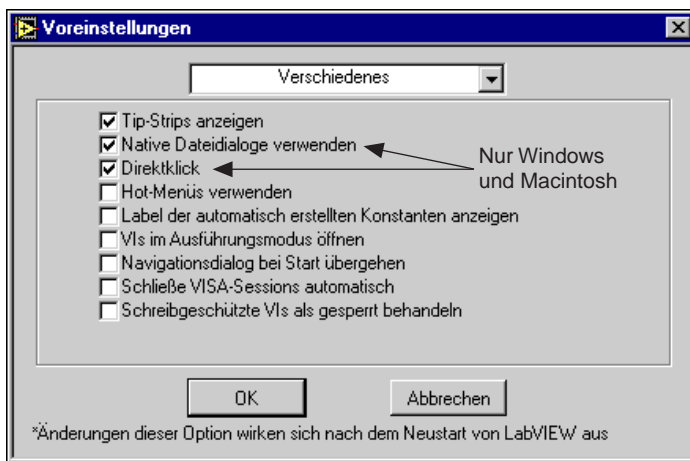 Voreinstellungen
Verschiedenes
Tip-Strips anzeigen
Native Dateidialoge verwenden
Direktklick
Nur Windows
und Macintosh
Hot-Menüs verwenden
Label der automatisch erstellten Konstanten anzeigen
VIs im Ausführungsmodus öffnen
Navigationsdialog bei Start übergehen
Schließe VISA-Sessions automatisch
Schreibgeschützte VIs als gesperrt behandeln
OK
Abbrechen
*Änderungen dieser Option wirken sich nach dem Neustart von LabVIEW aus